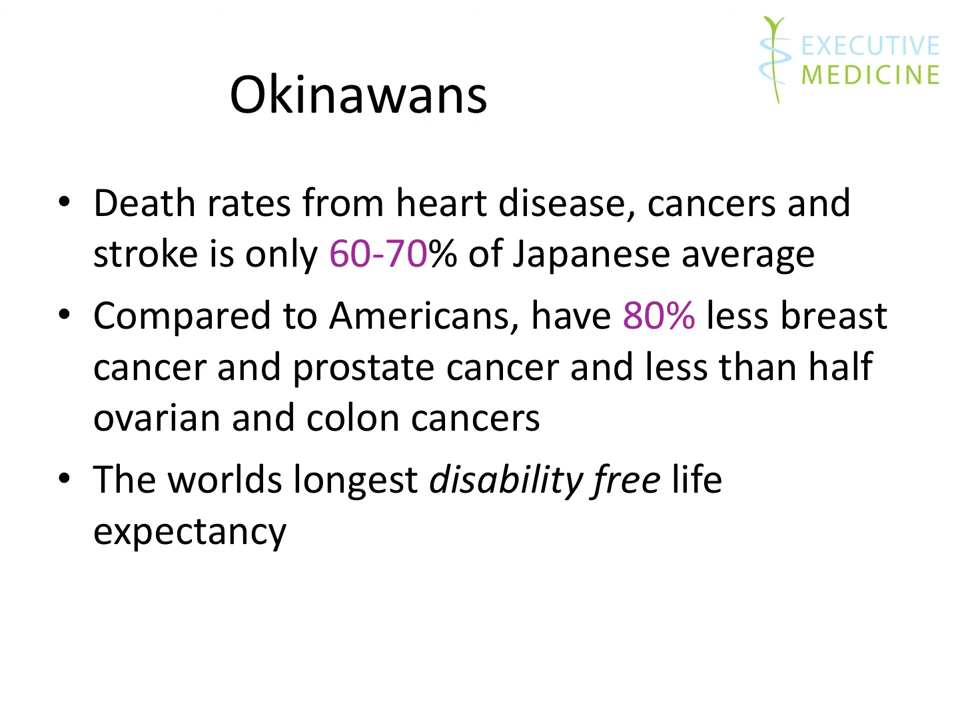 EXECUTIVE
MEDICINE
Okinawans
• Death rates from heart disease, cancers and
stroke is only 60-70% of Japanese average
• Compared to Americans, have 80% less breast
cancer and prostate cancer and less than half
ovarian and colon cancers
• The worlds longest disability free life
expectancy